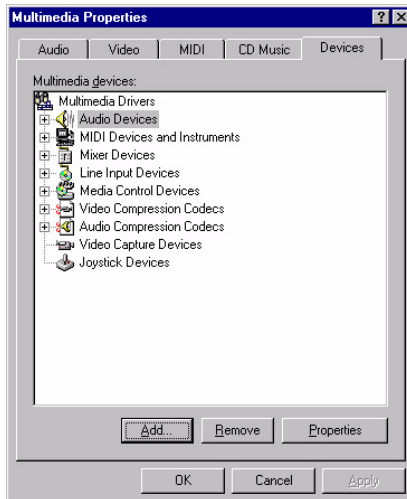 Multimedia Properties
Audio Video MIDI CD Music Devices
Multimedia devices:
Multimedia Drivers
Audio Devices
MIDI Devices and Instruments
Mixer Devices
Line Input Devices
Media Control Devices
Video Compression Codecs
Audio Compression Codecs
Video Capture Devices
Joystick Devices
Add... Remove Properties
OK Cancel Apply